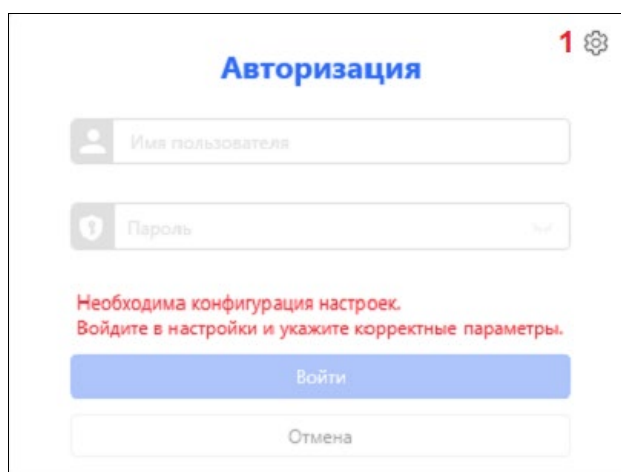 1
Авторизация
Имя пользователя
Пароль
Необходима конфигурация настроек.
Войдите в настройки и укажите корректные параметры.
Войти
Отмена